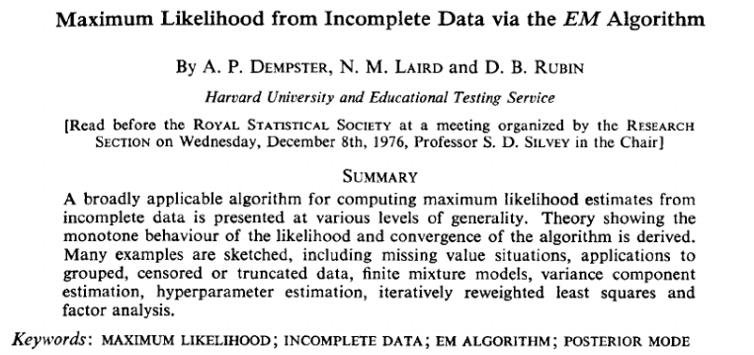 Maximum Likelihood from Incomplete Data via the EM Algorithm
By A. P. DEMPSTER, N. M. LAIRD and D. B. RUBIN
Harvard University and Educational Testing Service
[Read before the ROYAL STATISTICAL SOCIETY at a meeting organized by the RESEARCH
SECTION on Wednesday, December 8th, 1976, Professor S. D. SILVEY in the Chair]
SUMMARY
A broadly applicable algorithm for computing maximum likelihood estimates from
incomplete data is presented at various levels of generality. Theory showing the
monotone behaviour of the likelihood and convergence of the algorithm is derived.
Many examples are sketched, including missing value situations, applications to
grouped, censored or truncated data, finite mixture models, variance component
estimation, hyperparameter estimation, iteratively reweighted least squares and
factor analysis.
Keywords: MAXIMUM LIKELIHOOD; INCOMPLETE DATA; EM ALGORITHM; POSTERIOR MODE